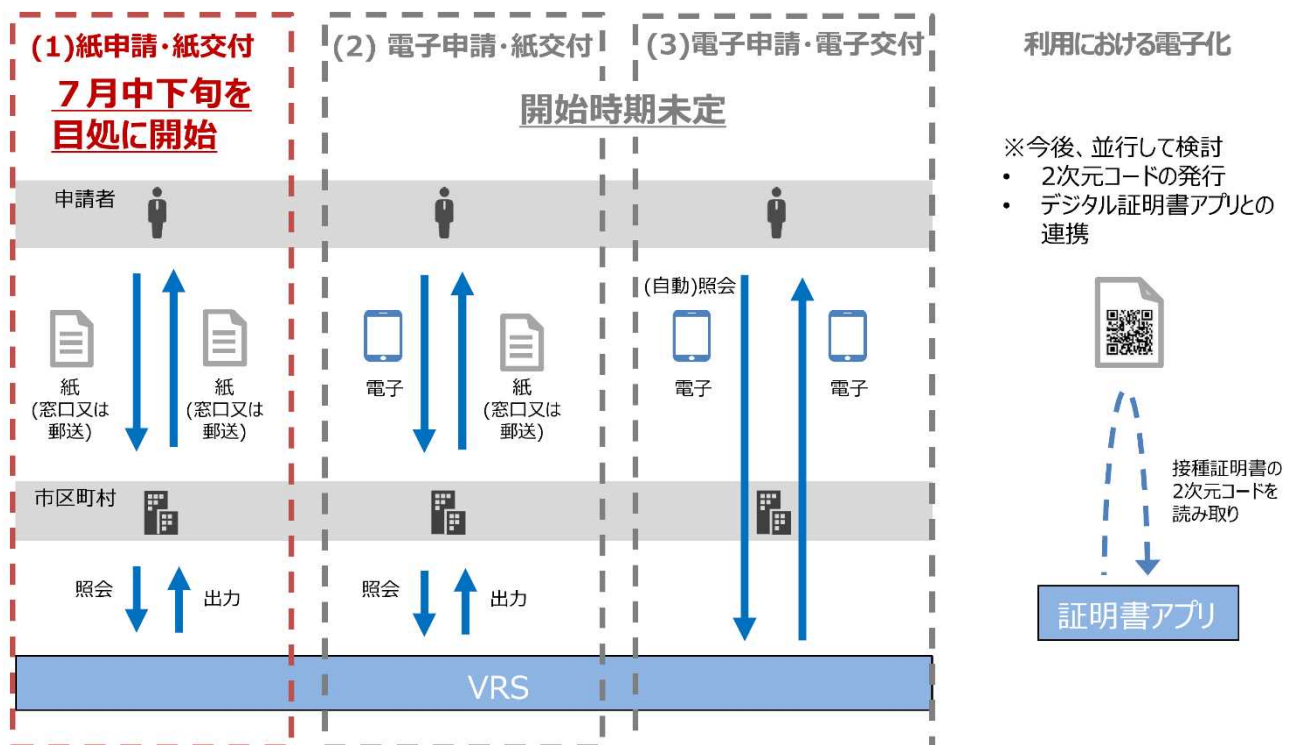 (1)紙申請・紙交付
7月中下旬を
目処に開始
(2) 電子申請・紙交付
(3)電子申請・電子交付
開始時期未定
利用における電子化
※今後、並行して検討
• 2次元コードの発行
• デジタル証明書アプリとの
連携
申請者
紙
(窓口又は
郵送)
紙
(窓口又は
郵送)
電子
紙
(窓口又は
郵送)
(自動)照会
電子
電子
接種証明書の
2次元コードを
読み取り
市区町村
照会
出力
照会
出力
証明書アプリ
VRS